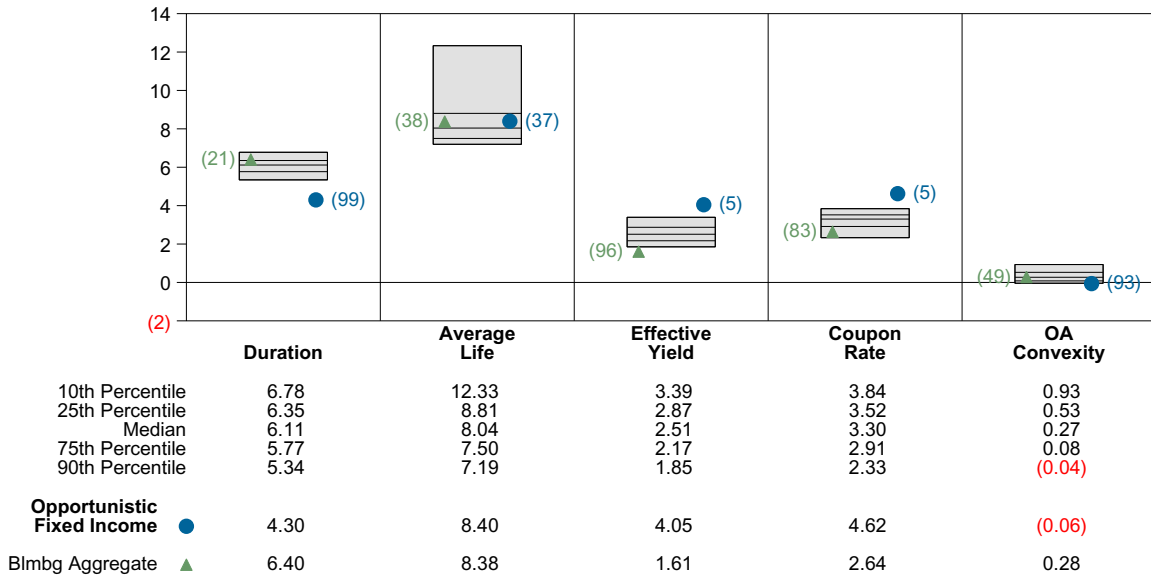 14
12
10
8
6
4
2
0
(2)
(21)
(99)
(38)
(37)
(96)
(5)
(83)
(5)
(49)
(93)
Duration
Average
Life
Effective
Yield
Coupon
Rate
OA
Convexity
10th Percentile 6.78 12.33 3.39 3.84 0.93
25th Percentile 6.35 8.81 2.87 3.52 0.53
Median 6.11 8.04 2.51 3.30 0.27
75th Percentile 5.77 7.50 2.17 2.91 0.08
90th Percentile 5.34 7.19 1.85 2.33 (0.04)
Opportunistic
Fixed Income 4.30 8.40 4.05 4.62 (0.06)
Blmbg Aggregate 6.40 8.38 1.61 2.64 0.28